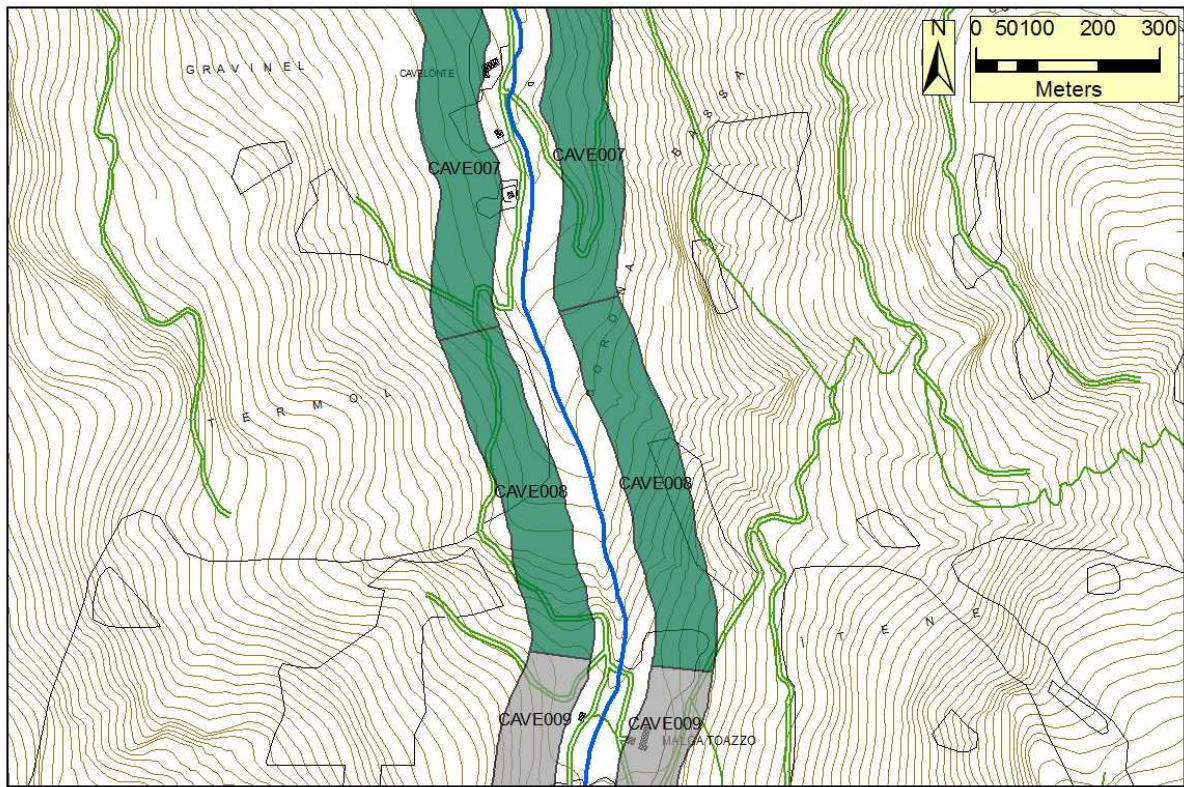 N
0 50100 200 300
Meters
GRAVINEL
CAVELONTE
BASSA
CAVE007
CAVE007
CORONA
TERMOL
CAVE008
CAVE008
ITENE
CAVE009
CAVE009
MALGA TOAZZO